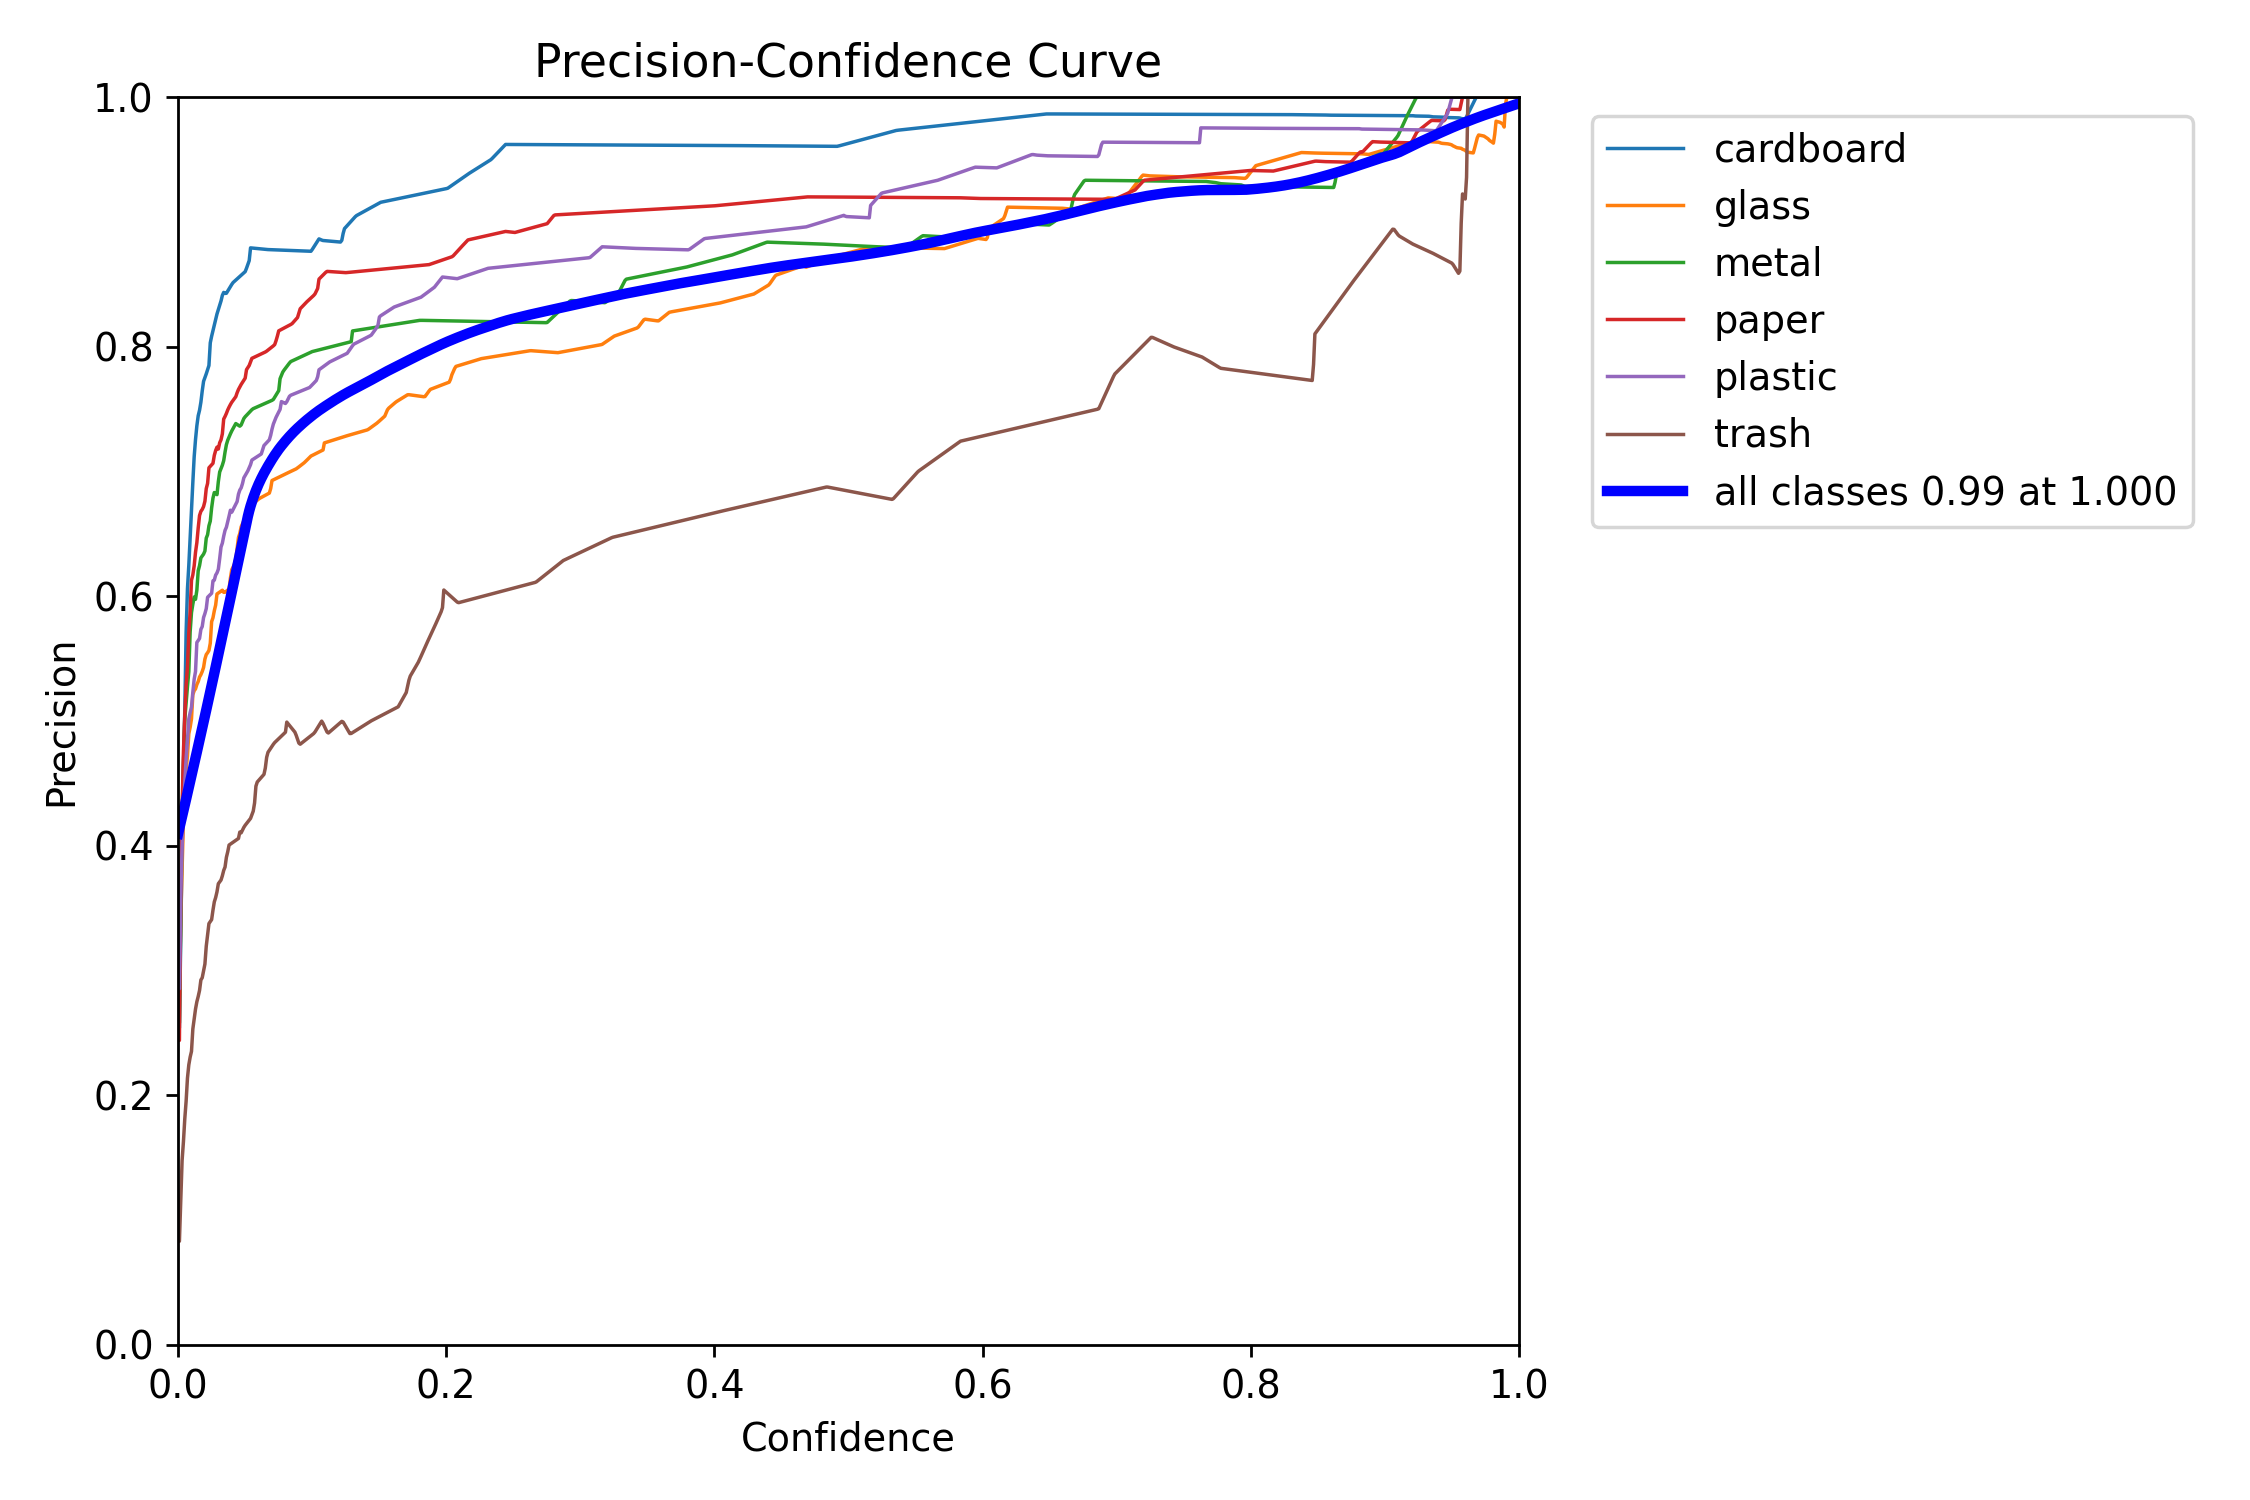 Precision-Confidence Curve
1.0
0.8
0.6
0.4
0.2
0.0
Precision
0.0 0.2 0.4 0.6 0.8 1.0
Confidence
cardboard
glass
metal
paper
plastic
trash
all classes 0.99 at 1.000